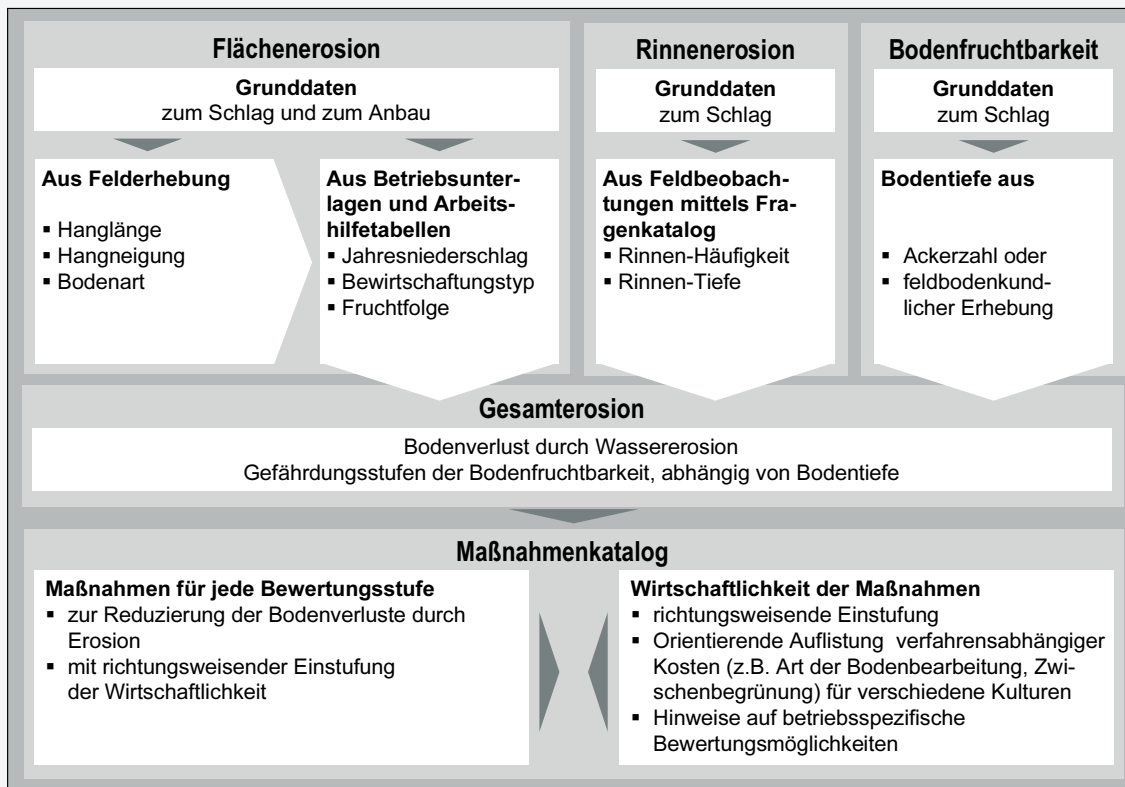 Flächenerosion
Grunddaten
zum Schlag und zum Anbau
Aus Felderhebung
▪ Hanglänge
▪ Hangneigung
▪ Bodenart
Aus Betriebsunter-
lagen und Arbeits-
hilfetabellen
▪ Jahresniederschlag
▪ Bewirtschaftungstyp
▪ Fruchtfolge
Rinnenerosion
Grunddaten
zum Schlag
Aus Feldbeobach-
tungen mittels Fra-
genkatalog
▪ Rinnen-Häufigkeit
▪ Rinnen-Tiefe
Bodenfruchtbarkeit
Grunddaten
zum Schlag
Bodentiefe aus
▪ Ackerzahl oder
▪ feldbodenkund-
licher Erhebung
Gesamterosion
Bodenverlust durch Wassererosion
Gefährdungsstufen der Bodenfruchtbarkeit, abhängig von Bodentiefe
Maßnahmenkatalog
Maßnahmen für jede Bewertungsstufe
▪ zur Reduzierung der Bodenverluste durch
Erosion
▪ mit richtungsweisender Einstufung
der Wirtschaftlichkeit
Wirtschaftlichkeit der Maßnahmen
▪ richtungsweisende Einstufung
▪ Orientierende Auflistung verfahrensabhängiger
Kosten (z.B. Art der Bodenbearbeitung, Zwi-
schenbegrünung) für verschiedene Kulturen
▪ Hinweise auf betriebsspezifische
Bewertungsmöglichkeiten